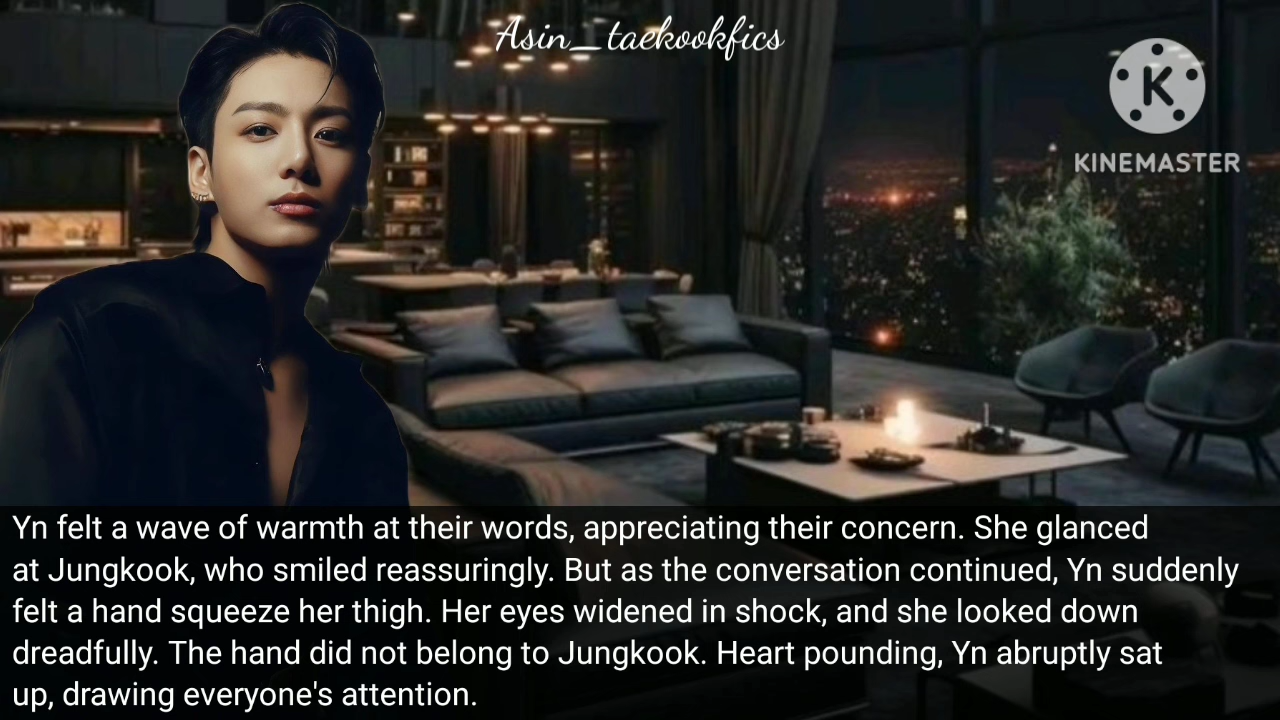 Asin_taekookfics
K
KINEMASTER
Yn felt a wave of warmth at their words, appreciating their concern. She glanced
at Jungkook, who smiled reassuringly. But as the conversation continued, Yn suddenly
felt a hand squeeze her thigh. Her eyes widened in shock, and she looked down
dreadfully. The hand did not belong to Jungkook. Heart pounding, Yn abruptly sat
up, drawing everyone's attention.